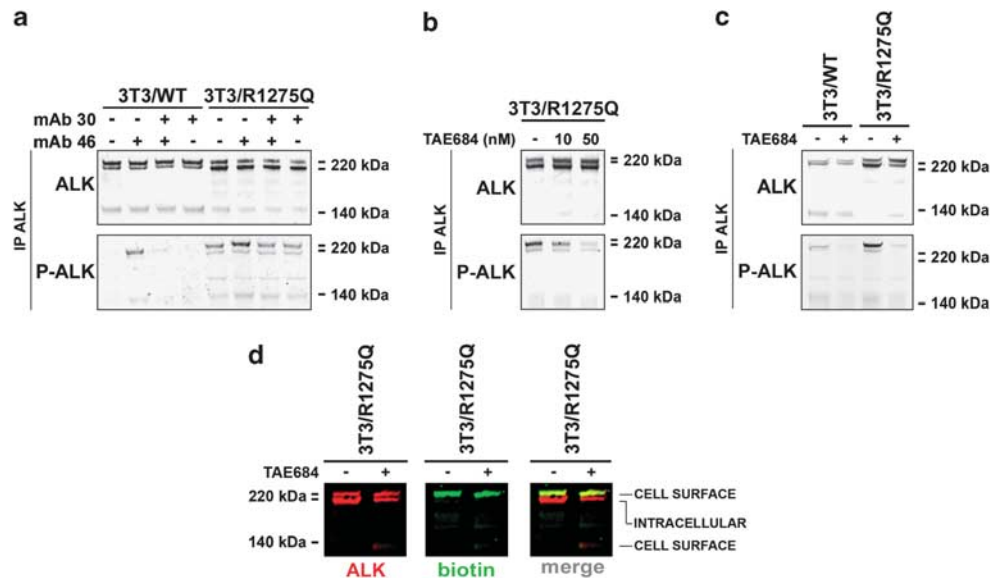 a
3T3/WT 3T3/R1275Q
mAb 30 - - + + - - + +
mAb 46 - + + - - + + -
IP ALK
ALK
= 220 kDa
- 140 kDa
P-ALK
= 220 kDa
- 140 kDa
b
3T3/R1275Q
TAE684 (nM) - 10 50
IP ALK
ALK
= 220 kDa
- 140 kDa
P-ALK
= 220 kDa
- 140 kDa
c
3T3/WT
3T3/R1275Q
TAE684 - + - +
IP ALK
ALK
= 220 kDa
- 140 kDa
P-ALK
= 220 kDa
- 140 kDa
d
3T3/R1275Q
3T3/R1275Q
3T3/R1275Q
TAE684 - + - + - +
220 kDa =
140 kDa -
CELL SURFACE
INTRACELLULAR
CELL SURFACE
ALK
biotin
merge